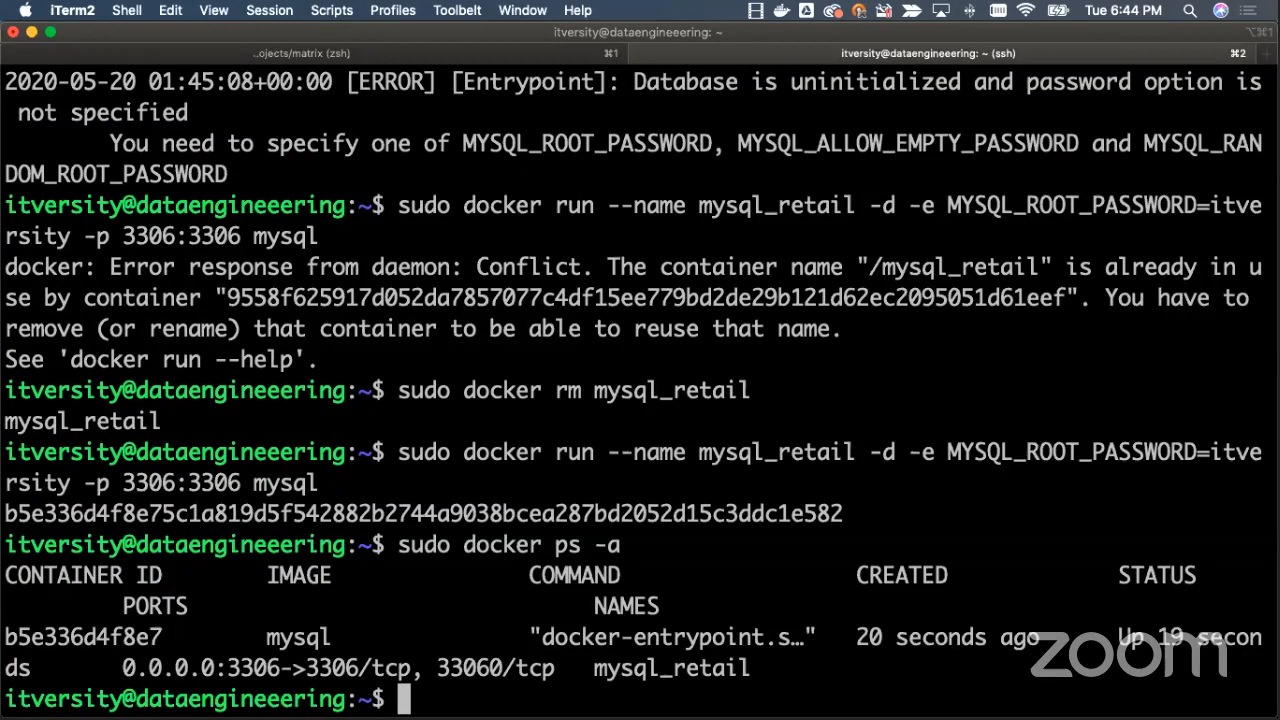 iTerm2 Shell Edit View Session Scripts Profiles Toolbelt Window Help Tue 6:44 PM
itversity@dataengineeering: ~ ⌥⌘1
..ojects/matrix (zsh) ⌘1 itversity@dataengineeering: ~ (ssh) ⌘2
2020-05-20 01:45:08+00:00 [ERROR] [Entrypoint]: Database is uninitialized and password option is
not specified
You need to specify one of MYSQL_ROOT_PASSWORD, MYSQL_ALLOW_EMPTY_PASSWORD and MYSQL_RAN
DOM_ROOT_PASSWORD
itversity@dataengineeering:~$ sudo docker run --name mysql_retail -d -e MYSQL_ROOT_PASSWORD=itve
rsity -p 3306:3306 mysql
docker: Error response from daemon: Conflict. The container name "/mysql_retail" is already in u
se by container "9558f625917d052da7857077c4df15ee779bd2de29b121d62ec2095051d61eef". You have to
remove (or rename) that container to be able to reuse that name.
See 'docker run --help'.
itversity@dataengineeering:~$ sudo docker rm mysql_retail
mysql_retail
itversity@dataengineeering:~$ sudo docker run --name mysql_retail -d -e MYSQL_ROOT_PASSWORD=itve
rsity -p 3306:3306 mysql
b5e336d4f8e75c1a819d5f542882b2744a9038bcea287bd2052d15c3ddc1e582
itversity@dataengineeering:~$ sudo docker ps -a
CONTAINER ID IMAGE COMMAND CREATED STATUS
PORTS NAMES
b5e336d4f8e7 mysql "docker-entrypoint.s…" 20 seconds ago Up 19 secon
ds 0.0.0.0:3306->3306/tcp, 33060/tcp mysql_retail
itversity@dataengineeering:~$
zoom